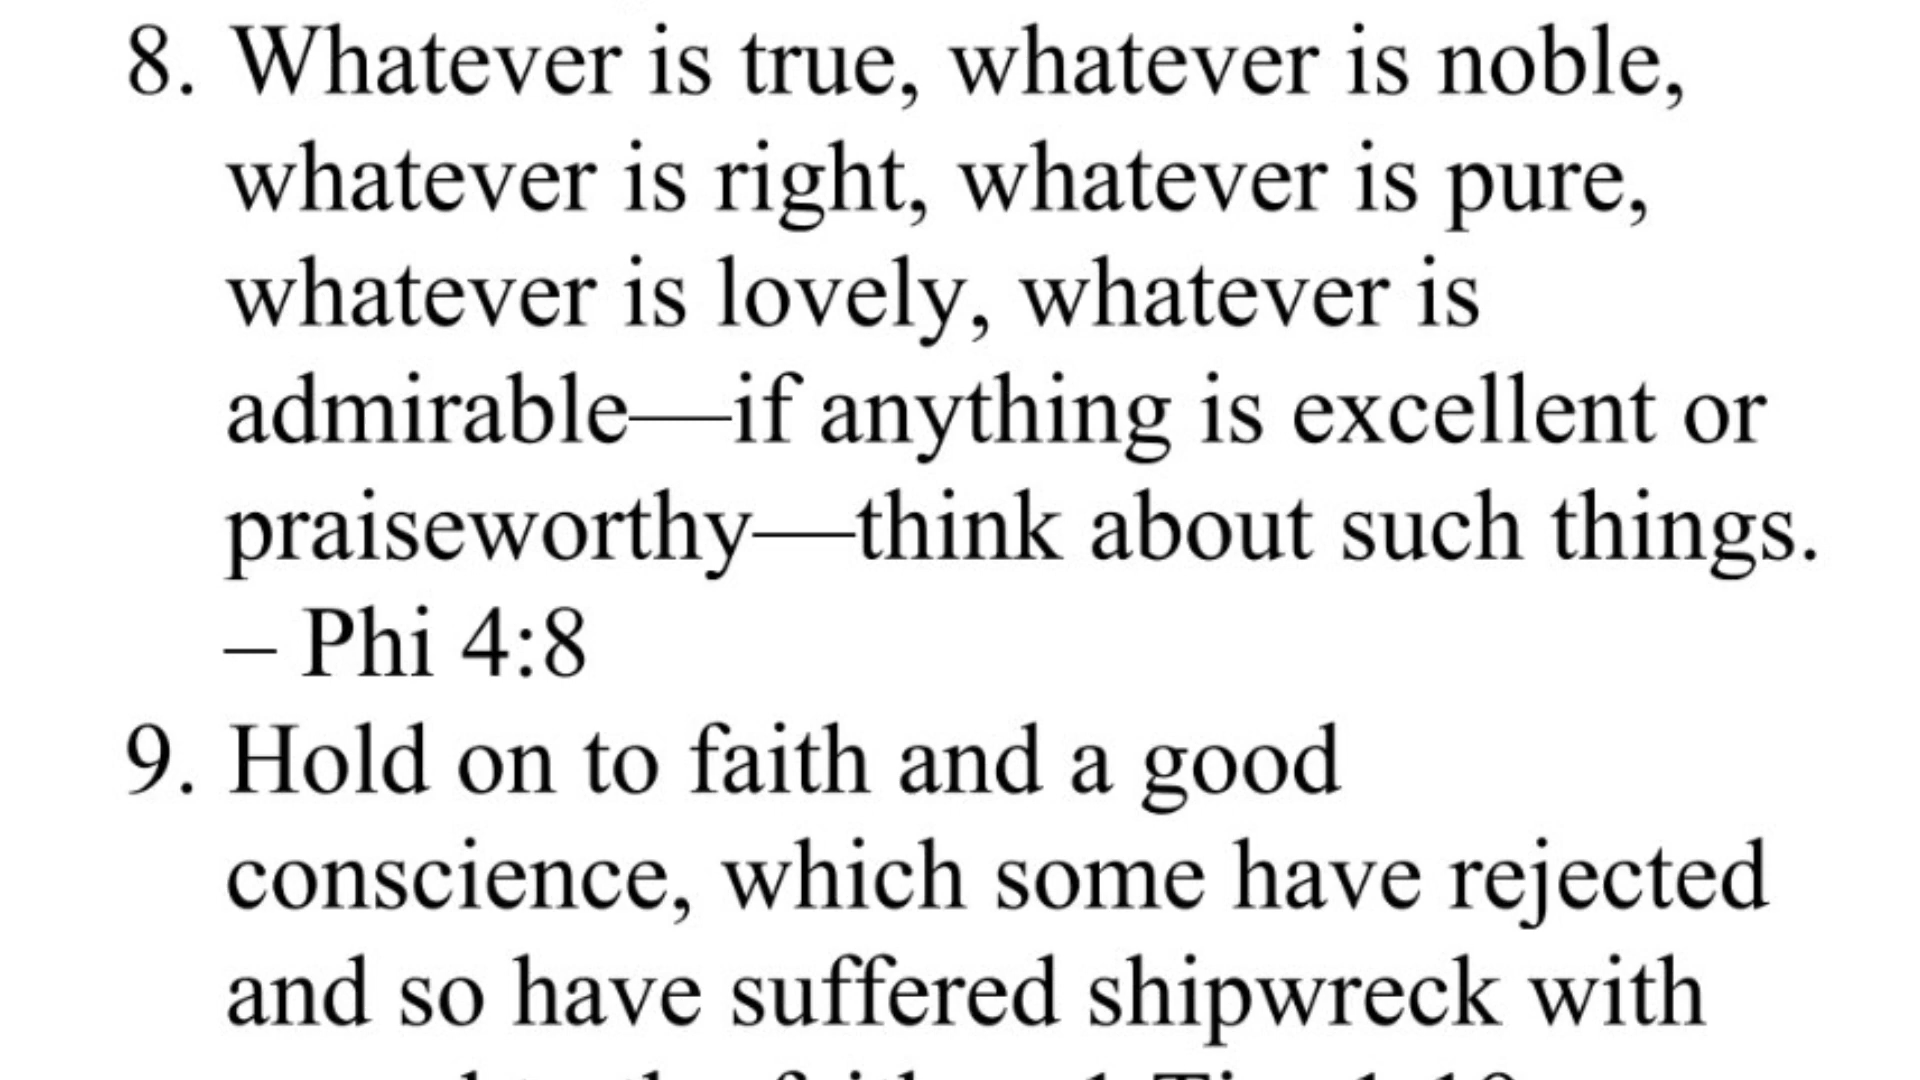 8. Whatever is true, whatever is noble,
whatever is right, whatever is pure,
whatever is lovely, whatever is
admirable—if anything is excellent or
praiseworthy—think about such things.
– Phi 4:8
9. Hold on to faith and a good
conscience, which some have rejected
and so have suffered shipwreck with